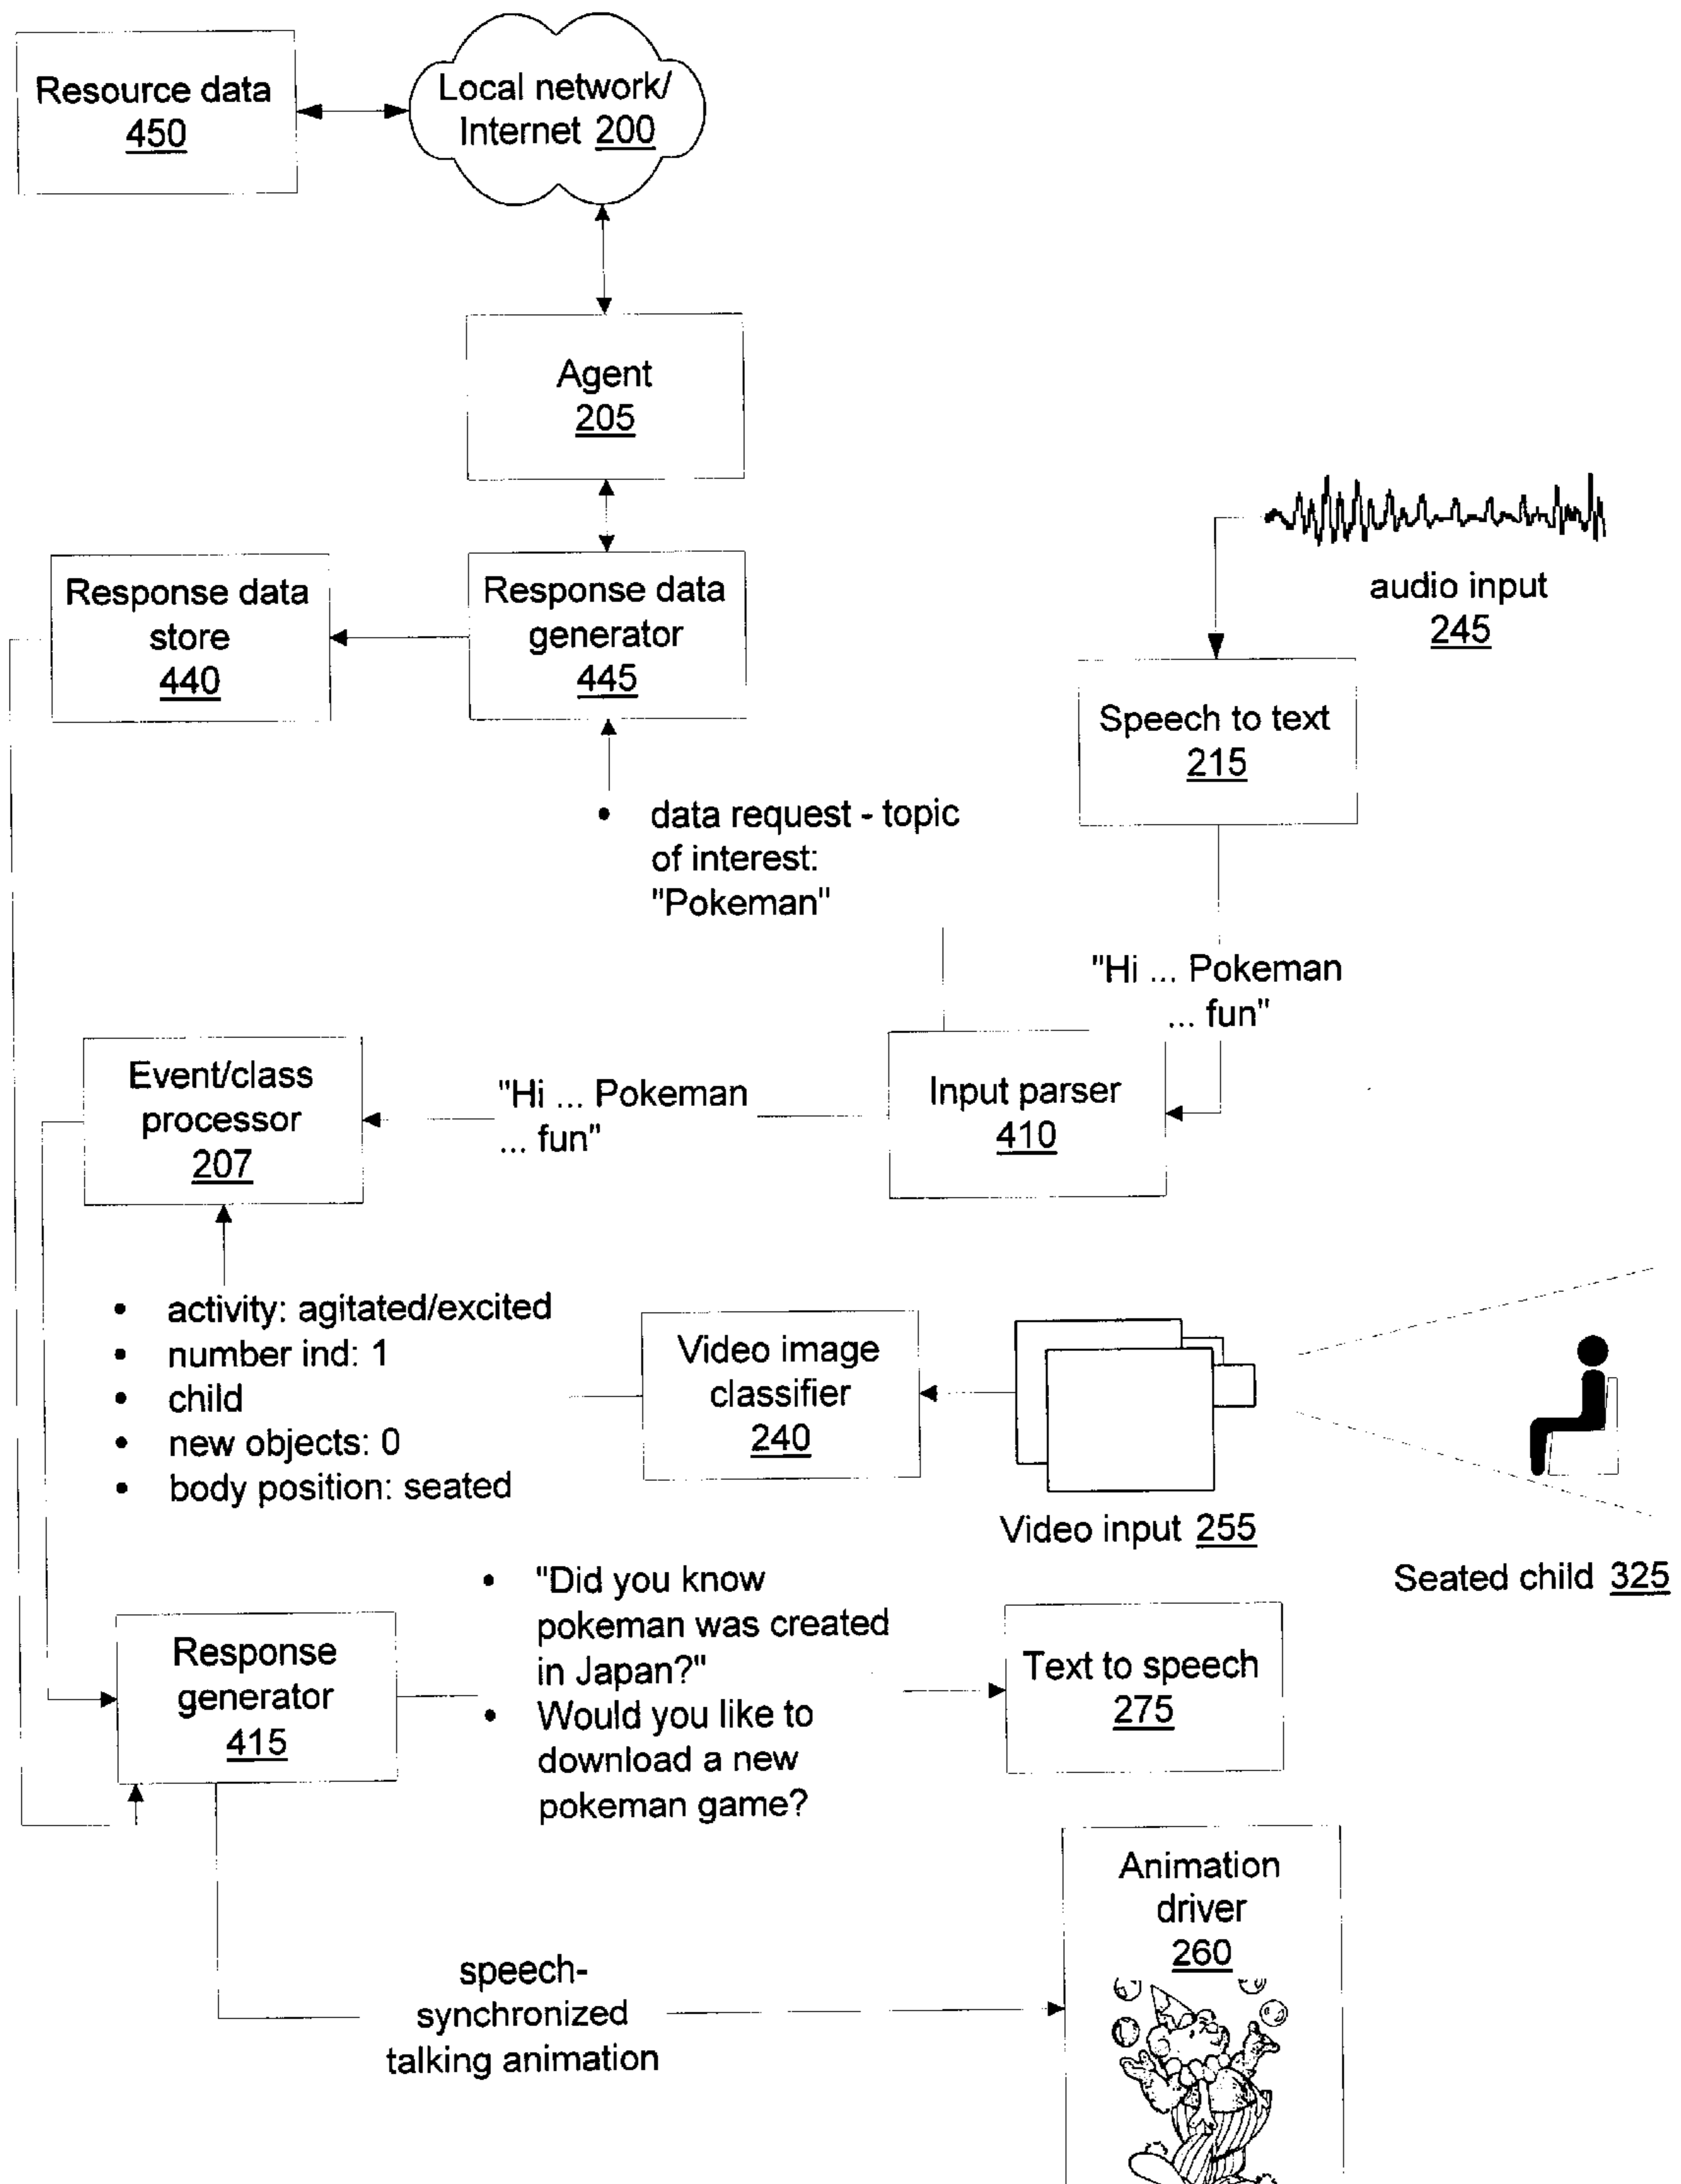 Resource data
450
Local network/
Internet 200
Agent
205
Response data
store
440
Response data
generator
445
audio input
245
Speech to text
215
• data request - topic
of interest:
"Pokeman"
"Hi ... Pokeman
... fun"
Event/class
processor
207
"Hi ... Pokeman
... fun"
Input parser
410
• activity: agitated/excited
• number ind: 1
• child
• new objects: 0
• body position: seated
Video image
classifier
240
Video input 255
Seated child 325
Response
generator
415
• "Did you know
pokeman was created
in Japan?"
• Would you like to
download a new
pokeman game?
Text to speech
275
Animation
driver
260
speech-
synchronized
talking animation